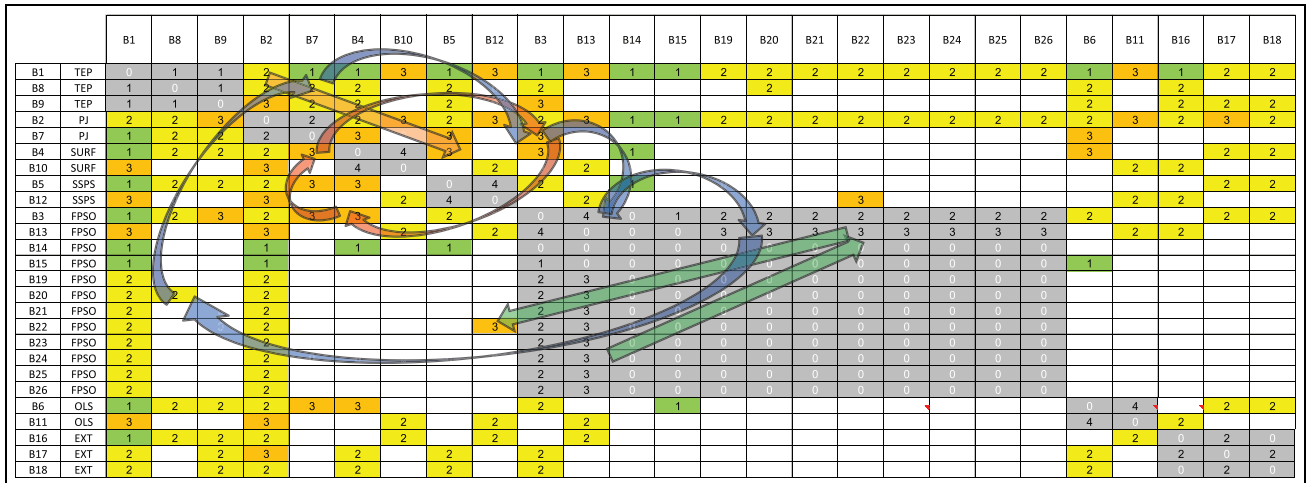 B1 B8 B9 B2 B7 B4 B10 B5 B12 B3 B13 B14 B15 B19 B20 B21 B22 B23 B24 B25 B26 B6 B11 B16 B17 B18
B1 TEP 0 1 1 2 1 1 3 1 3 1 3 1 1 2 2 2 2 2 2 2 2 1 3 1 2 2
B8 TEP 1 0 1 2 2 2 2 2 2 2 2
B9 TEP 1 1 0 3 2 2 2 3 2 2 2 2
B2 PJ 2 2 3 0 2 2 3 2 3 2 3 1 1 2 2 2 2 2 2 2 2 2 3 2 3 2
B7 PJ 1 2 2 2 0 3 3 3 3
B4 SURF 1 2 2 2 3 0 4 3 3 1 3 2 2
B10 SURF 3 3 4 0 2 2 2 2
B5 SSPS 1 2 2 2 3 3 0 4 2 1 2 2
B12 SSPS 3 3 2 4 0 2 3 2 2
B3 FPSO 1 2 3 2 3 3 2 0 4 0 1 2 2 2 2 2 2 2 2 2 2 2
B13 FPSO 3 3 2 2 4 0 0 0 3 3 3 3 3 3 3 3 2 2
B14 FPSO 1 1 1 1 0 0 0 0 0 0 0 0 0 0 0 0
B15 FPSO 1 1 1 0 0 0 0 0 0 0 0 0 0 0 1
B19 FPSO 2 2 2 3 0 0 0 0 0 0 0 0 0 0
B20 FPSO 2 2 2 2 3 0 0 0 0 0 0 0 0 0 0
B21 FPSO 2 2 2 3 0 0 0 0 0 0 0 0 0 0
B22 FPSO 2 2 3 2 3 0 0 0 0 0 0 0 0 0 0
B23 FPSO 2 2 2 3 0 0 0 0 0 0 0 0 0 0
B24 FPSO 2 2 2 3 0 0 0 0 0 0 0 0 0 0
B25 FPSO 2 2 2 3 0 0 0 0 0 0 0 0 0 0
B26 FPSO 2 2 2 3 0 0 0 0 0 0 0 0 0 0
B6 OLS 1 2 2 2 3 3 2 1 0 4 2 2
B11 OLS 3 3 2 2 2 4 0 2
B16 EXT 1 2 2 2 2 2 2 2 0 2 0
B17 EXT 2 2 3 2 2 2 2 2 0 2
B18 EXT 2 2 2 2 2 2 2 0 2 0